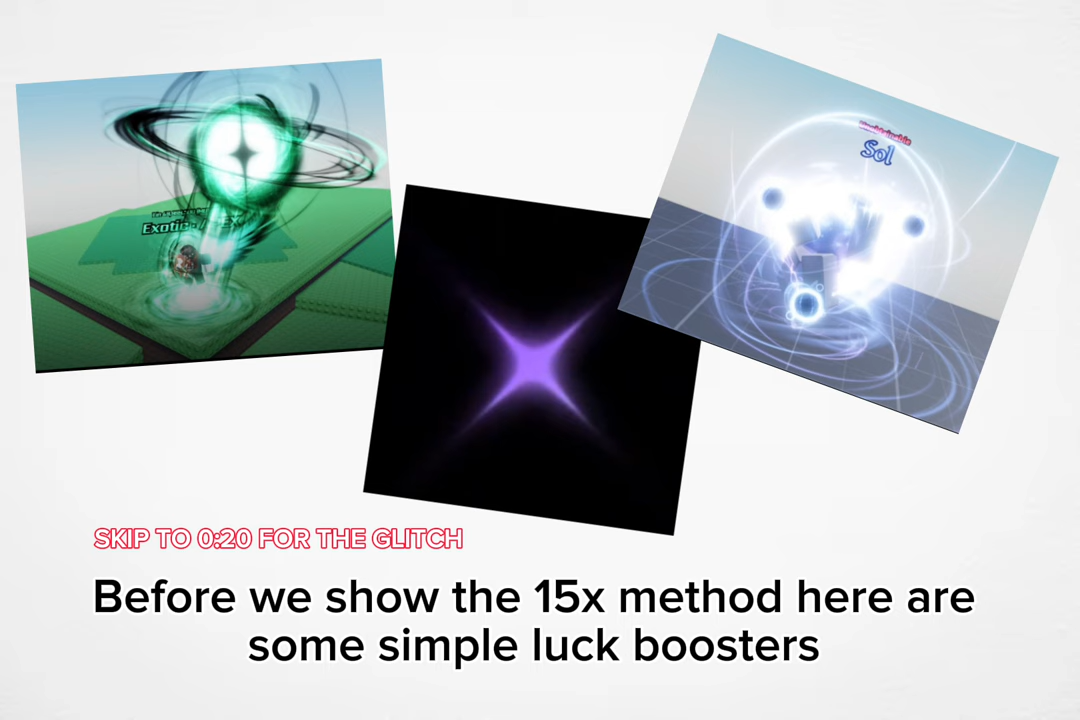 Exotic
Sol
SKIP TO 0:20 FOR THE GLITCH
Before we show the 15x method here are
some simple luck boosters